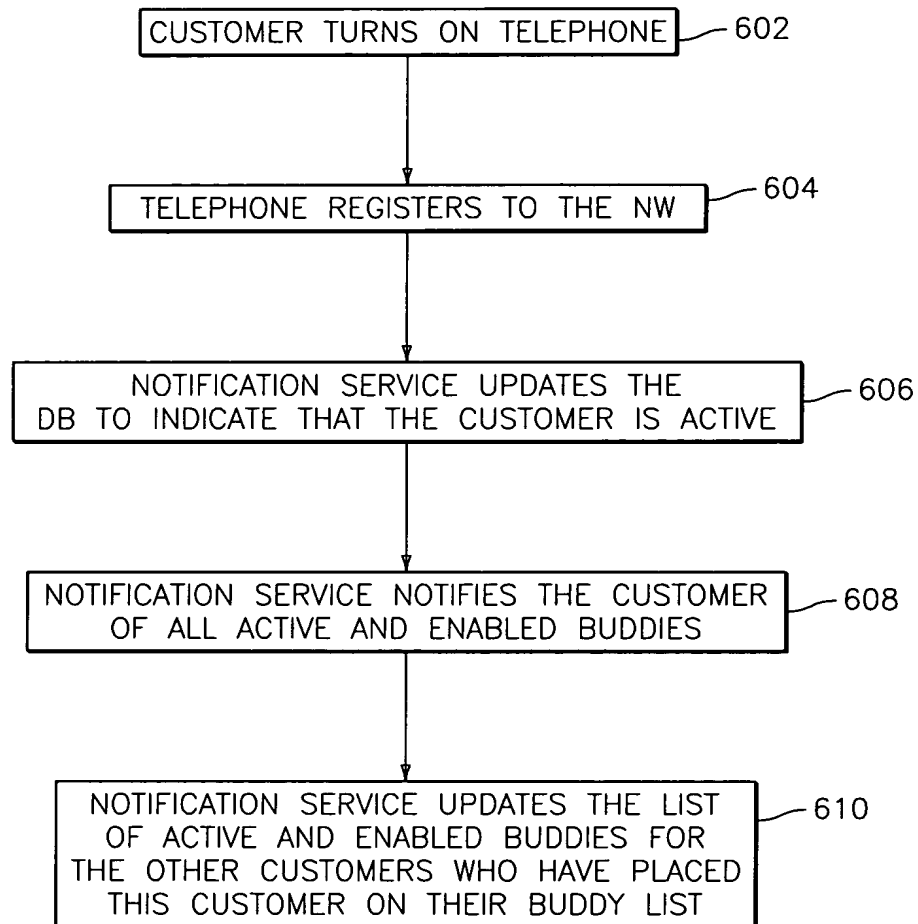 CUSTOMER TURNS ON TELEPHONE
602
TELEPHONE REGISTERS TO THE NW
604
NOTIFICATION SERVICE UPDATES THE
DB TO INDICATE THAT THE CUSTOMER IS ACTIVE
606
NOTIFICATION SERVICE NOTIFIES THE CUSTOMER
OF ALL ACTIVE AND ENABLED BUDDIES
608
NOTIFICATION SERVICE UPDATES THE LIST
OF ACTIVE AND ENABLED BUDDIES FOR
THE OTHER CUSTOMERS WHO HAVE PLACED
THIS CUSTOMER ON THEIR BUDDY LIST
610